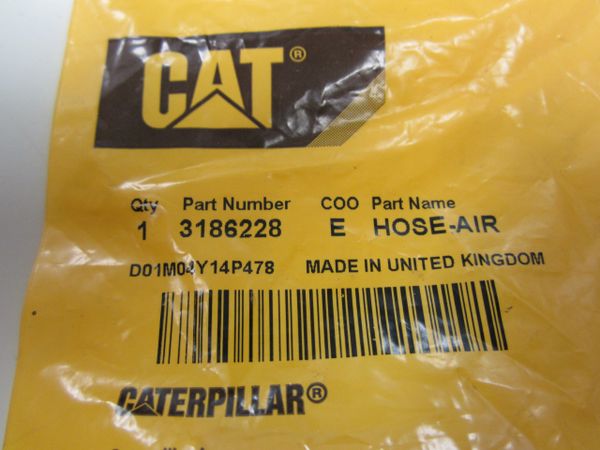 CAT®
Qty Part Number COO Part Name
1 3186228 E HOSE-AIR
D01M04Y14P478 MADE IN UNITED KINGDOM
CATERPILLAR®